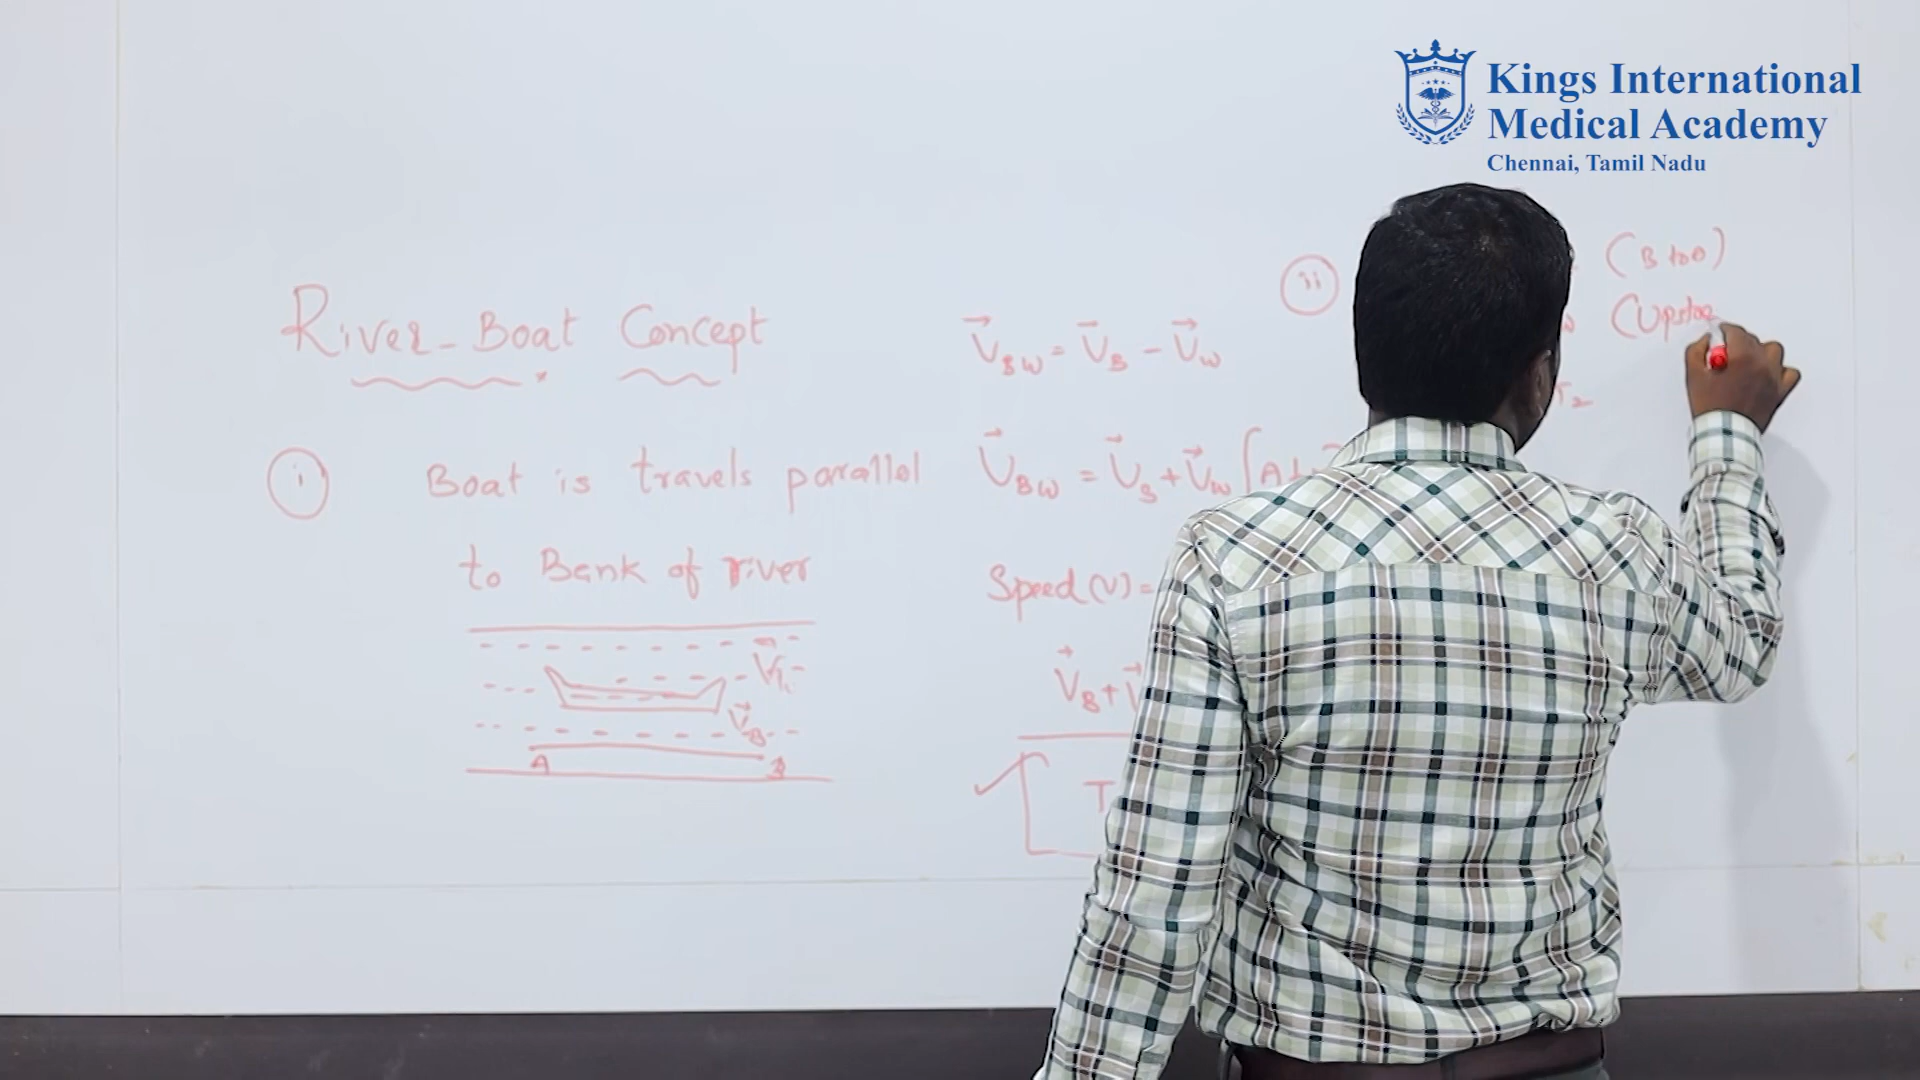 Kings International
Medical Academy
Chennai, Tamil Nadu
River-Boat Concept
i Boat is travels parallel
to Bank of river
A
V⃗B
V⃗BW = V⃗B - V⃗W
V⃗BW = V⃗B + V⃗W
Speed (V) =
V⃗B +
T
ii
(Upstre